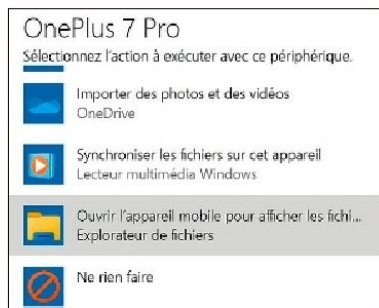 OnePlus 7 Pro
Sélectionnez l'action à exécuter avec ce périphérique.
Importer des photos et des vidéos
OneDrive
Synchroniser les fichiers sur cet appareil
Lecteur multimédia Windows
Ouvrir l'appareil mobile pour afficher les fichi...
Explorateur de fichiers
Ne rien faire